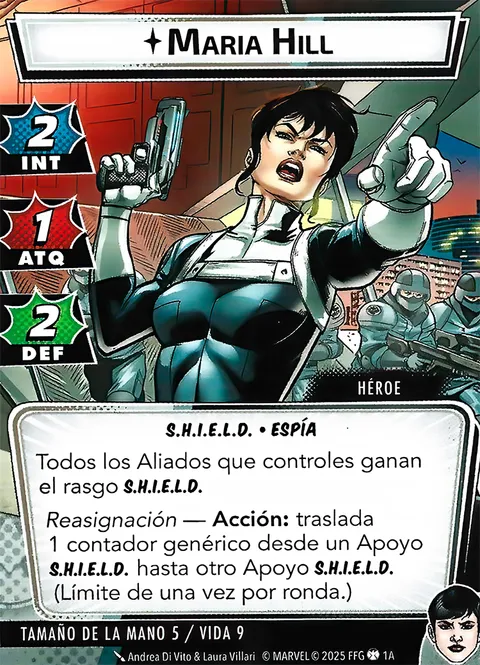 MARIA HILL
2
INT
1
ATQ
2
DEF
HÉROE
S.H.I.E.L.D. • ESPÍA
Todos los Aliados que controles ganan
el rasgo S.H.I.E.L.D.
Reasignación — Acción: traslada
1 contador genérico desde un Apoyo
S.H.I.E.L.D. hasta otro Apoyo S.H.I.E.L.D.
(Límite de una vez por ronda.)
TAMAÑO DE LA MANO 5 / VIDA 9
Andrea Di Vito & Laura Villari © MARVEL © 2025 FFG 1A